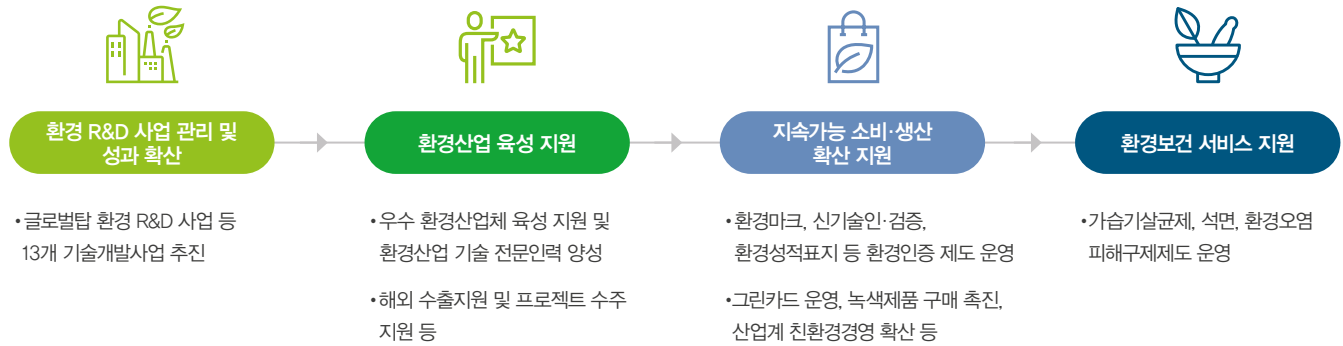 환경 R&D 사업 관리 및
성과 확산
환경산업 육성 지원
지속가능 소비·생산
확산 지원
환경보건 서비스 지원
•글로벌탑 환경 R&D 사업 등
13개 기술개발사업 추진
•우수 환경산업체 육성 지원 및
환경산업 기술 전문인력 양성
•해외 수출지원 및 프로젝트 수주
지원 등
•환경마크, 신기술인·검증,
환경성적표지 등 환경인증 제도 운영
•그린카드 운영, 녹색제품 구매 촉진,
산업계 친환경경영 확산 등
•가습기살균제, 석면, 환경오염
피해구제제도 운영